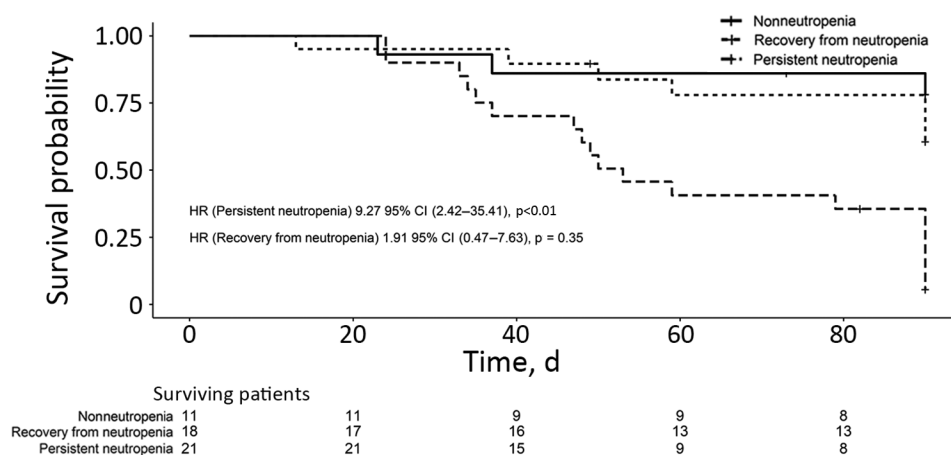 1.00
0.75
0.50
0.25
0
Survival probability
Nonneutropenia
Recovery from neutropenia
Persistent neutropenia
HR (Persistent neutropenia) 9.27 95% CI (2.42–35.41), p<0.01
HR (Recovery from neutropenia) 1.91 95% CI (0.47–7.63), p = 0.35
0 20 40 60 80
Time, d
Surviving patients
Nonneutropenia 11 11 9 9 8
Recovery from neutropenia 18 17 16 13 13
Persistent neutropenia 21 21 15 9 8